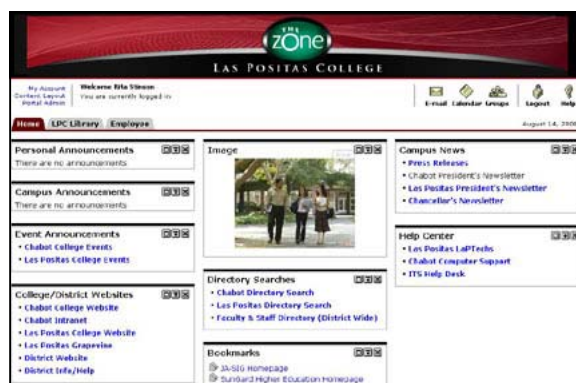 THE
zone
LAS POSITAS COLLEGE
My Account
Content Layout
Portal Admin
Welcome Rita Stinson
You are currently logged in
E-mail Calendar Groups Logout Help
Home LPC Library Employee
August 14,
Personal Announcements
There are no announcements
Campus Announcements
There are no announcements
Event Announcements
• Chabot College Events
• Las Positas College Events
College/District Websites
• Chabot College Website
• Chabot Intranet
• Las Positas College Website
• Las Positas Grapevine
• District Website
• District Info/Help
Image
Directory Searches
• Chabot Directory Search
• Las Positas Directory Search
• Faculty & Staff Directory (District Wide)
Bookmarks
JA-SIG Homepage
SunGard Higher Education Homepage
Campus News
• Press Releases
• Chabot President's Newsletter
• Las Positas President's Newsletter
• Chancellor's Newsletter
Help Center
• Las Positas LaPTechs
• Chabot Computer Support
• ITS Help Desk